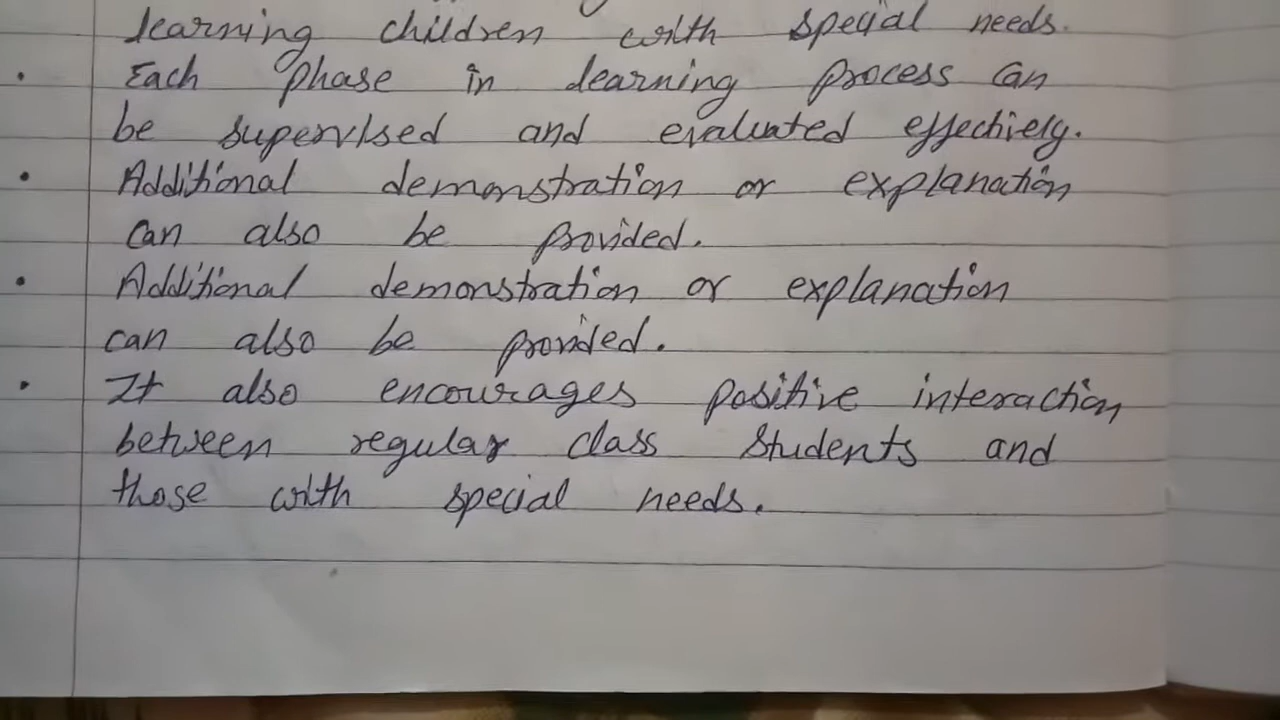 learning children with special needs.
• Each phase in learning process can
be supervised and evaluated effectively.
• Additional demonstration or explanation
can also be provided.
• Additional demonstration or explanation
can also be provided.
• It also encourages positive interaction
between regular class students and
those with special needs.